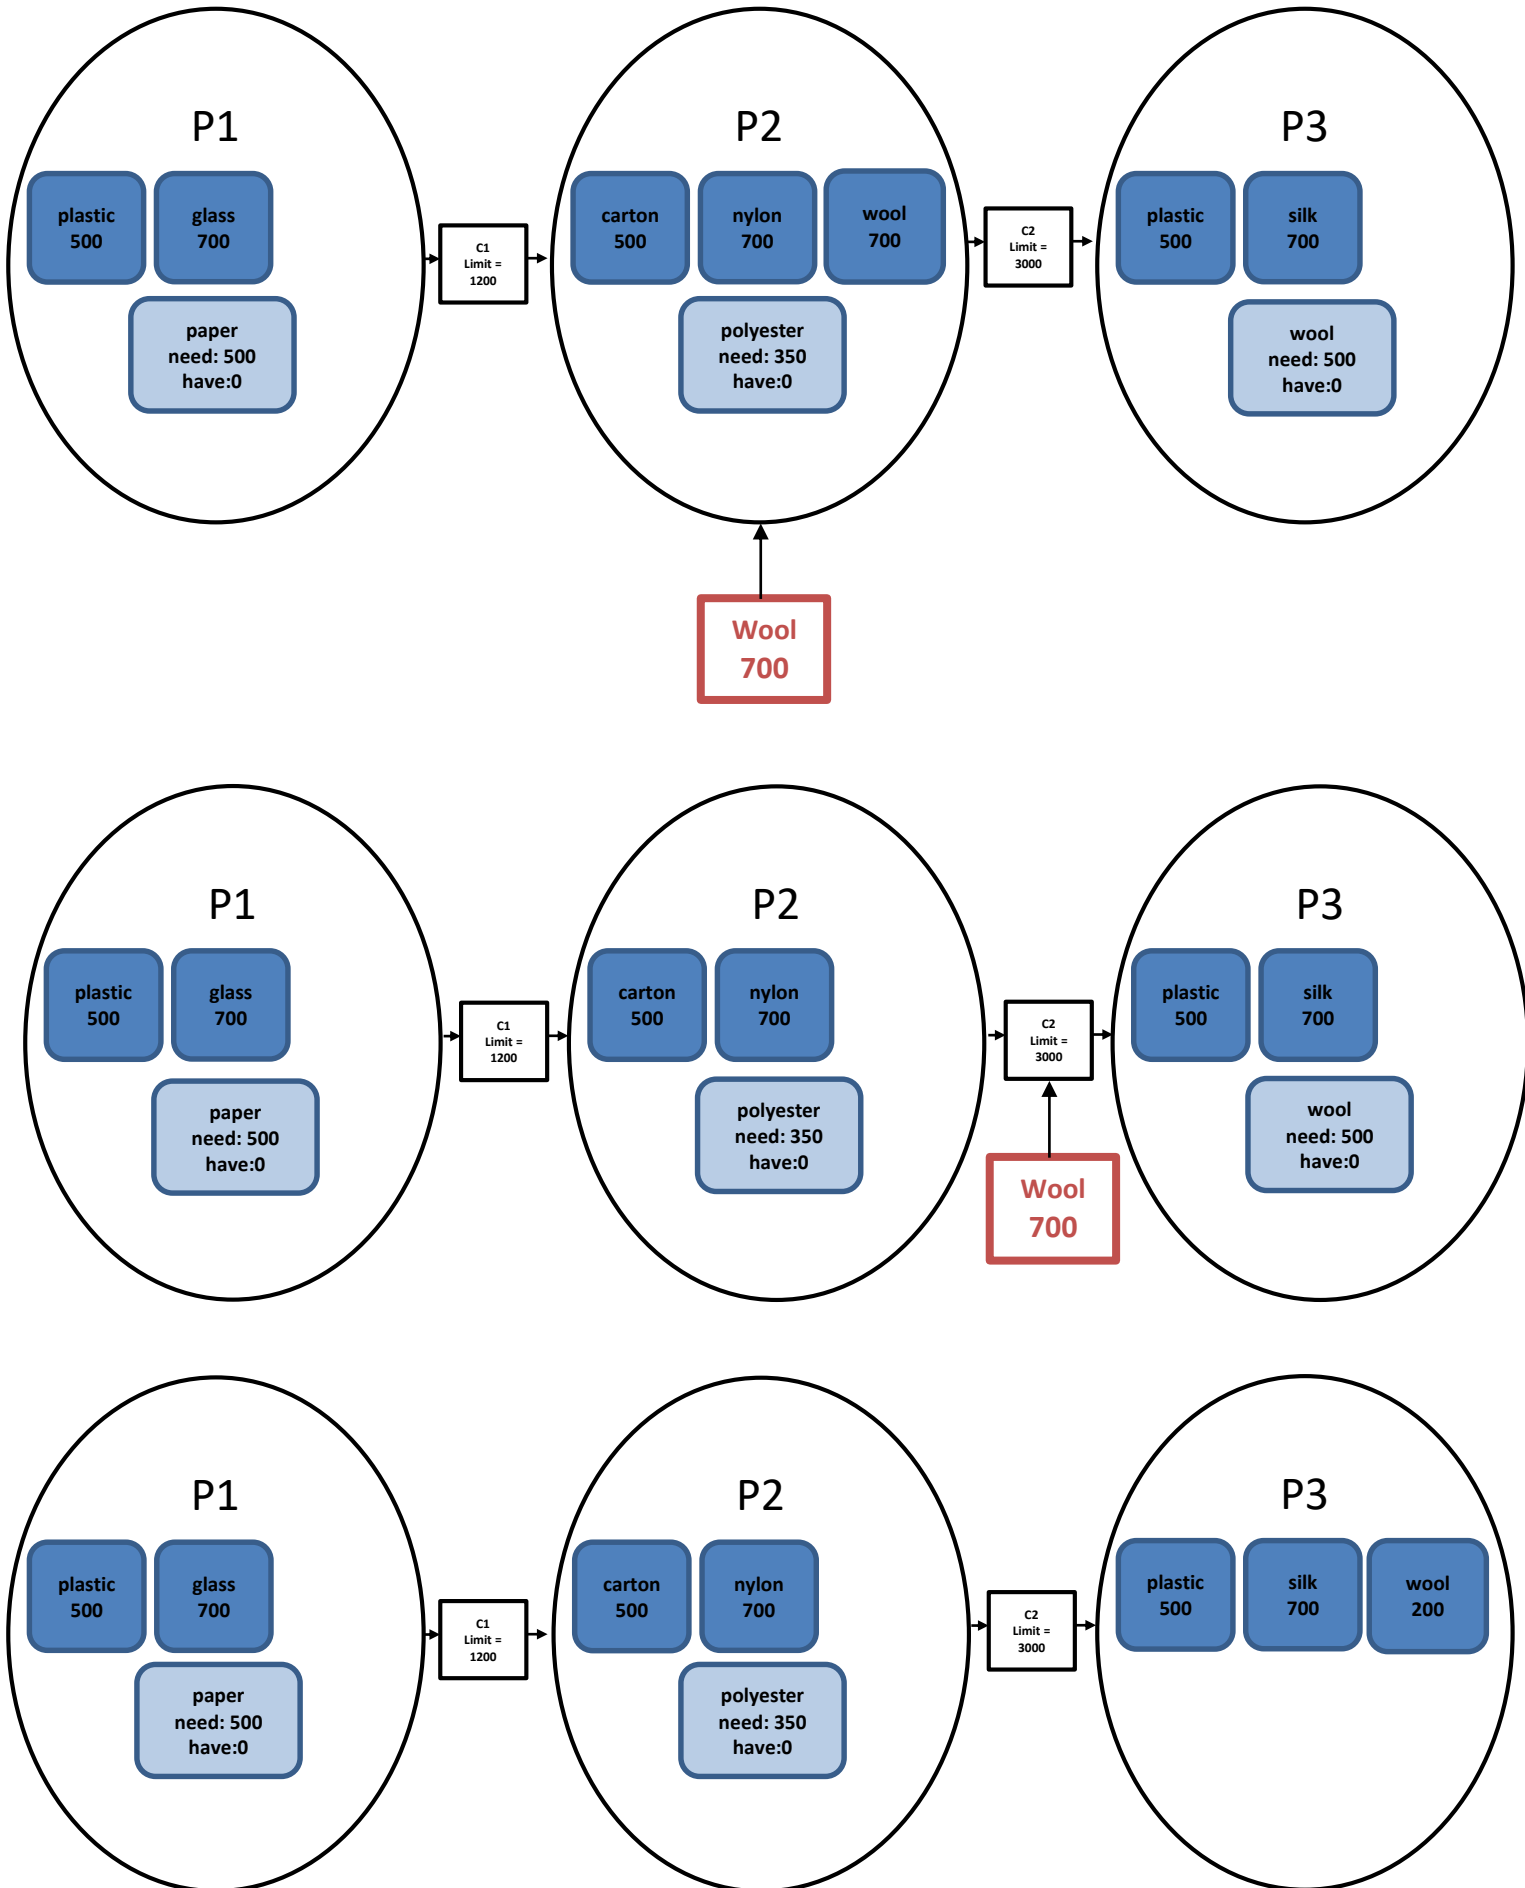 P1
plastic
500
glass
700
paper
need: 500
have:0
C1
Limit =
1200
P2
carton
500
nylon
700
wool
700
polyester
need: 350
have:0
C2
Limit =
3000
P3
plastic
500
silk
700
wool
need: 500
have:0
Wool
700
P1
plastic
500
glass
700
paper
need: 500
have:0
C1
Limit =
1200
P2
carton
500
nylon
700
polyester
need: 350
have:0
C2
Limit =
3000
Wool
700
P3
plastic
500
silk
700
wool
need: 500
have:0
P1
plastic
500
glass
700
paper
need: 500
have:0
C1
Limit =
1200
P2
carton
500
nylon
700
polyester
need: 350
have:0
C2
Limit =
3000
P3
plastic
500
silk
700
wool
200